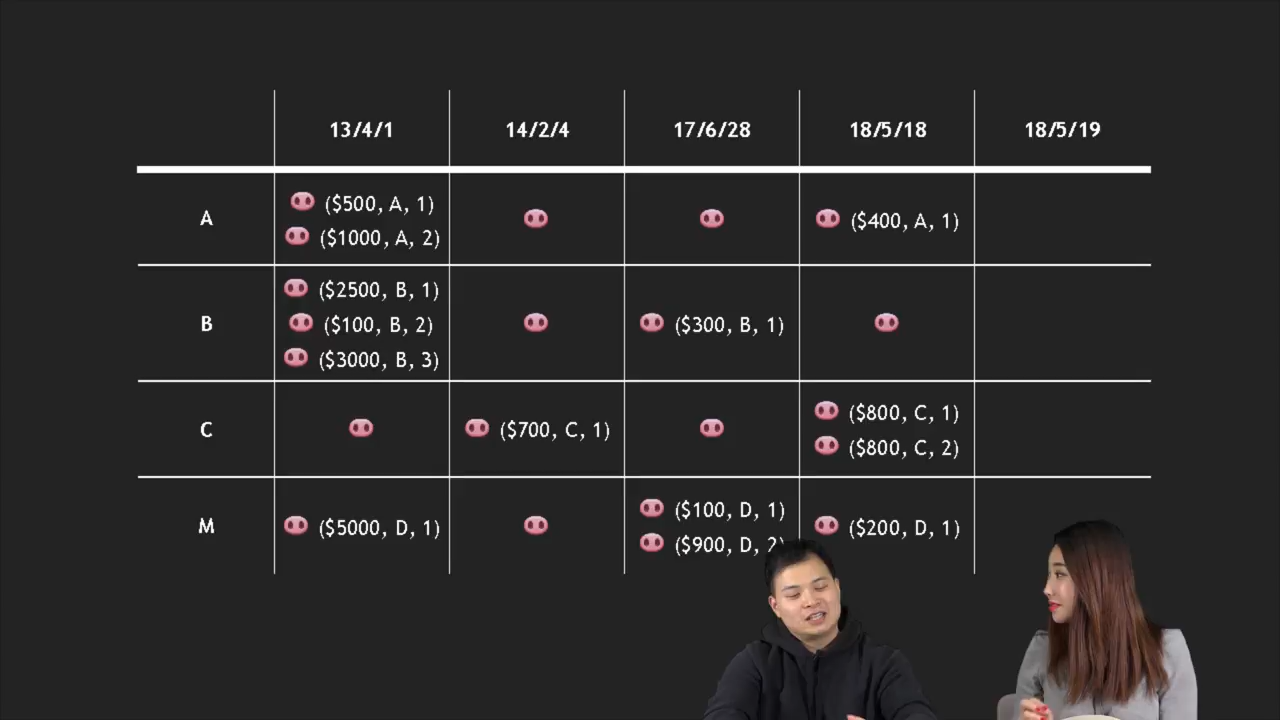 13/4/1 14/2/4 17/6/28 18/5/18 18/5/19
A
($500, A, 1)
($1000, A, 2)
($400, A, 1)
B
($2500, B, 1)
($100, B, 2)
($3000, B, 3)
($300, B, 1)
C
($700, C, 1)
($800, C, 1)
($800, C, 2)
M
($5000, D, 1)
($100, D, 1)
($900, D, 2)
($200, D, 1)